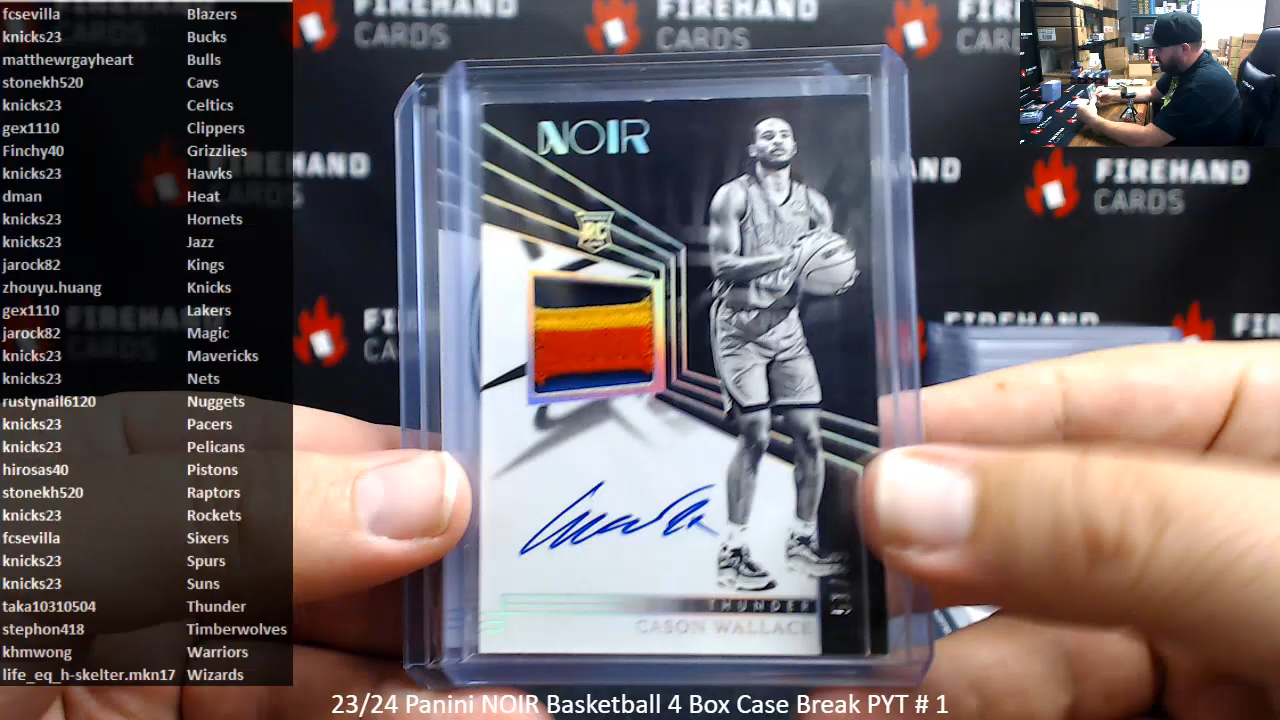 fcsevilla Blazers
knicks23 Bucks
matthewrgayheart Bulls
stonekh520 Cavs
knicks23 Celtics
gex1110 Clippers
Finchy40 Grizzlies
knicks23 Hawks
dman Heat
knicks23 Hornets
knicks23 Jazz
jarock82 Kings
zhouyu.huang Knicks
gex1110 Lakers
jarock82 Magic
knicks23 Mavericks
knicks23 Nets
rustynail6120 Nuggets
knicks23 Pacers
knicks23 Pelicans
hirosas40 Pistons
stonekh520 Raptors
knicks23 Rockets
fcsevilla Sixers
knicks23 Spurs
knicks23 Suns
taka10310504 Thunder
stephon418 Timberwolves
khmwong Warriors
life_eq_h-skelter.mkn17 Wizards
FIREHAND
CARDS
FIREHAND
CARDS
FIREHAND
CARDS
NOIR
RC
THUNDER
CASON WALLACE
23/24 Panini NOIR Basketball 4 Box Case Break PYT # 1